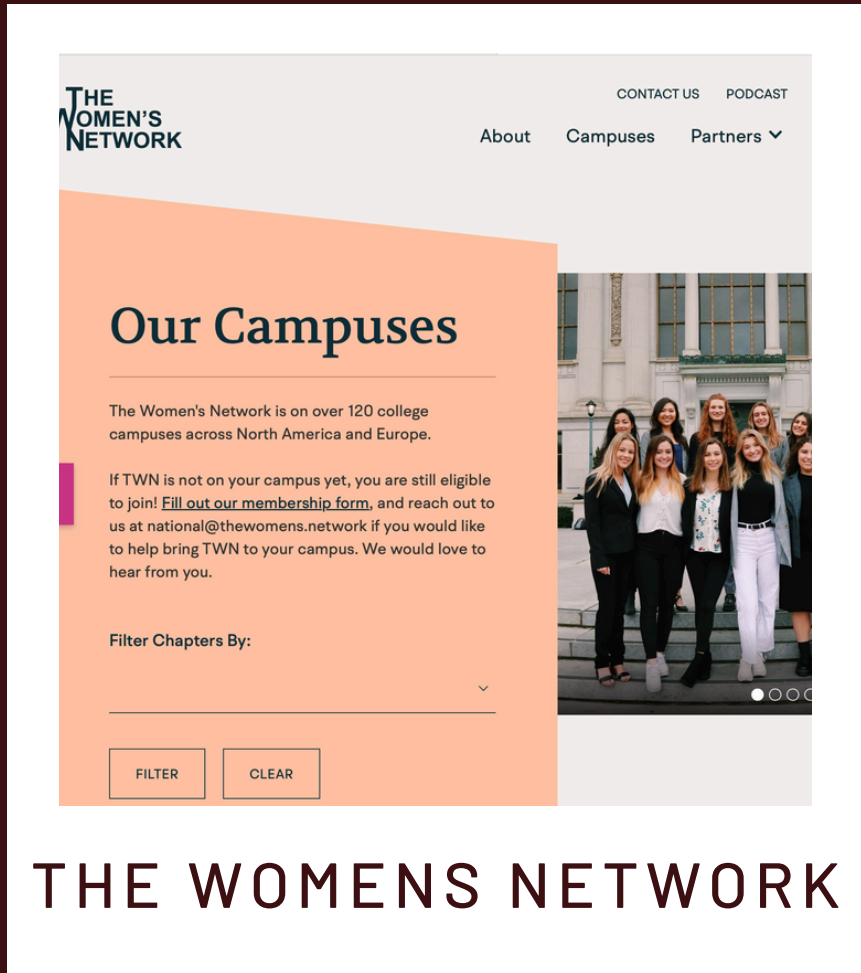 THE
WOMEN'S
NETWORK
CONTACT US PODCAST
About Campuses Partners
Our Campuses
The Women's Network is on over 120 college
campuses across North America and Europe.
If TWN is not on your campus yet, you are still eligible
to join! Fill out our membership form, and reach out to
us at national@thewomens.network if you would like
to help bring TWN to your campus. We would love to
hear from you.
Filter Chapters By:
FILTER CLEAR
THE WOMENS NETWORK